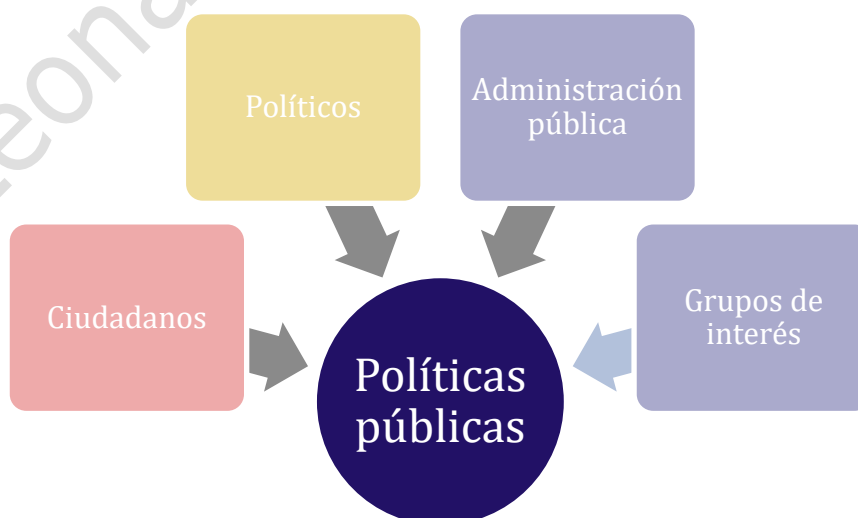 Políticos
Administración
pública
Ciudadanos
Grupos de
interés
Políticas
públicas